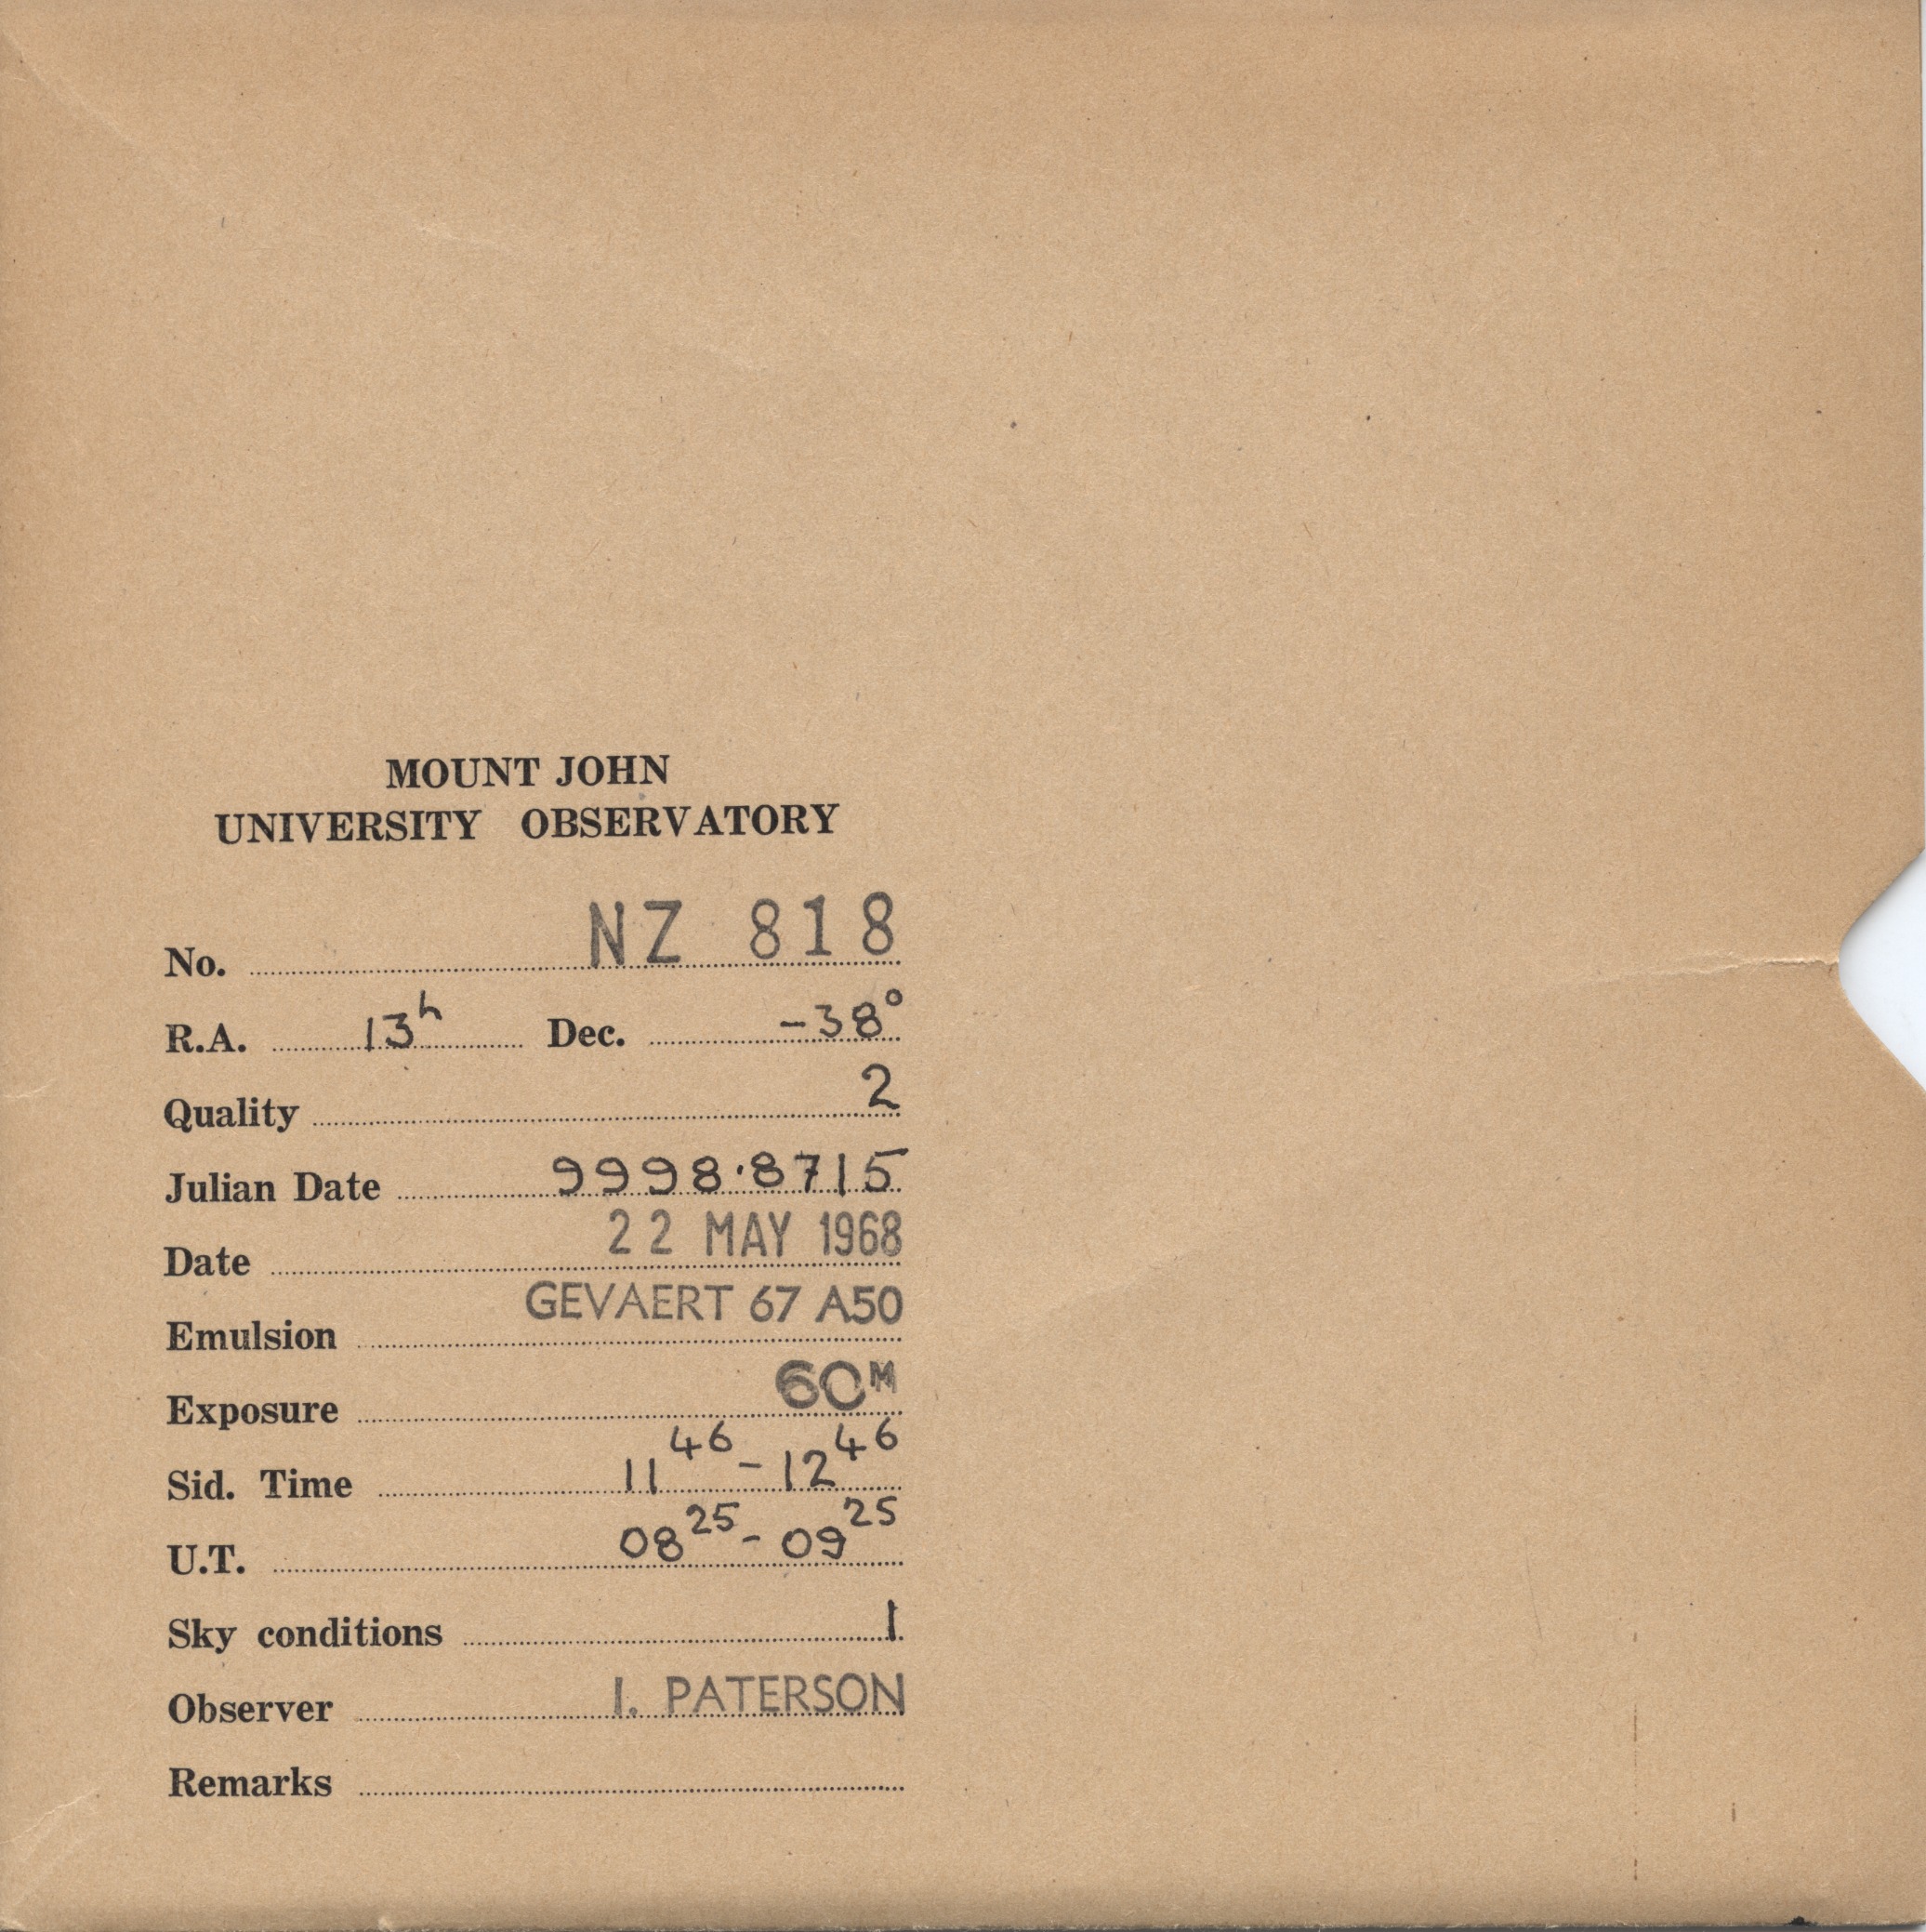 MOUNT JOHN
UNIVERSITY OBSERVATORY
No. NZ 818
R.A. 13h Dec. -38°
Quality 2
Julian Date 9998.8715
Date 22 MAY 1968
Emulsion GEVAERT 67 A50
Exposure 60M
Sid. Time 11 46 - 12 46
U.T. 08 25 - 09 25
Sky conditions 1
Observer I. PATERSON
Remarks